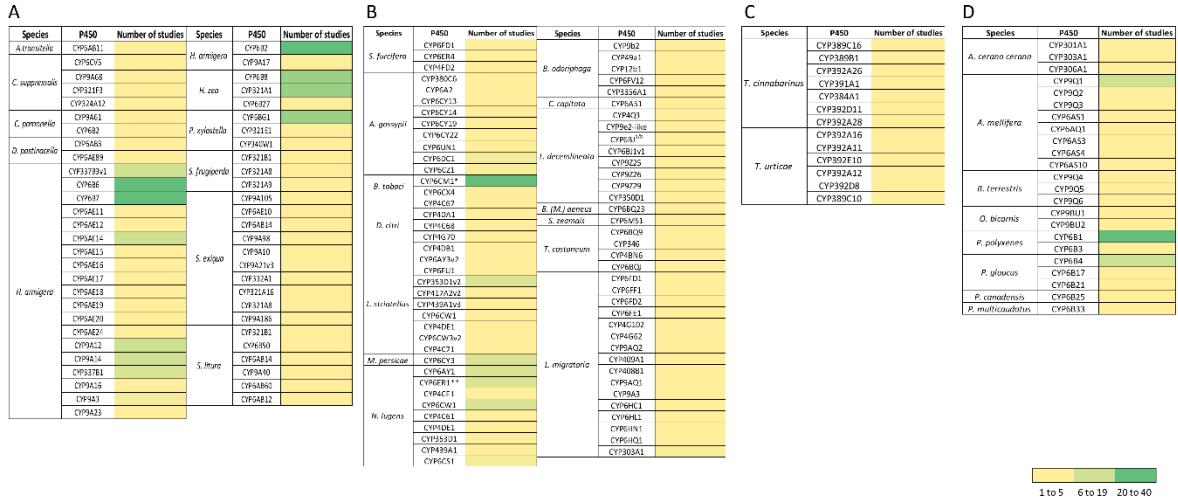 A
Species P450 Number of studies
A.transitella CYP6AB11
CYP6CV5
C. suppressalis CYP9A68
CYP321F3
CYP324A12
C. pomonella CYP9A61
CYP6B2
D. pastinacella CYP6AB3
CYP6AE89
CYP337B3v1
CYP6B6
CYP6B7
CYP6AE11
CYP6AE12
CYP6AE14
CYP6AE15
CYP6AE16
CYP6AE17
H. armigera CYP6AE18
CYP6AE19
CYP6AE20
CYP6AE24
CYP9A12
CYP9A14
CYP337B1
CYP9A16
CYP9A3
CYP9A23
Species P450 Number of studies
H. armigera CYP6B2
CYP9A17
CYP6B8
H. zea CYP321A1
CYP6B27
CYP6BG1
P. xylostella CYP321E1
CYP340W1
CYP321B1
S. frugiperda CYP321A8
CYP321A9
CYP9A105
CYP6AE10
CYP6AB14
CYP9A98
S. exigua CYP9A10
CYP9A21v3
CYP332A1
CYP321A16
CYP321A8
CYP9A186
CYP321B1
CYP6B50
S. litura CYP6AB14
CYP9A40
CYP6AB60
CYP6AB12
B
Species P450 Number of studies
S. furcifera CYP6FD1
CYP6ER4
CYP4FD2
CYP380C6
CYP6A2
CYP6CY13
A. gossypii CYP6CY14
CYP6CY19
CYP6CY22
CYP6UN1
CYP6DC1
CYP6CZ1
B. tabaci CYP6CM1*
CYP6CX4
CYP4C67
D. citri CYP4DA1
CYP4C68
CYP4G70
CYP4DB1
CYP6AY3v2
CYP6FU1
CYP353D1v2
L. striatellus CYP417A2v2
CYP439A1v3
CYP6CW1
CYP4DE1
CYP6CW3v2
CYP4C71
M. persicae CYP6CY3
CYP6AY1
CYP6ER1**
CYP4CE1
N. lugens CYP6CW1
CYP4C61
CYP4DE1
CYP353D1
CYP439A1
CYP6CS1
Species P450 Number of studies
CYP9b2
CYP49a1
B. odoriphaga CYP12b1
CYP6FV12
CYP3356A1
C. capitata CYP6A51
CYP4Q3
CYP9e2-like
L. decemlineata CYP6BJa/b
CYP6BJ1v1
CYP9Z25
CYP9Z26
CYP9Z29
CYP350D1
B. (M.) aeneus CYP6BQ23
S. zeamais CYP6MS1
CYP6BQ9
T. castaneum CYP346
CYP4BN6
CYP6BQJ
CYP6FD1
CYP6FF1
CYP6FD2
CYP6FE1
CYP4G102
CYP4G62
CYP9AQ2
L. migratoria CYP409A1
CYP408B1
CYP9AQ1
CYP9A3
CYP6HC1
CYP6HL1
CYP6HN1
CYP6HQ1
CYP303A1
C
Species P450 Number of studies
CYP389C16
CYP389B1
CYP392A26
T. cinnabarinus CYP391A1
CYP384A1
CYP392D11
CYP392A28
CYP392A16
CYP392A11
T. urticae CYP392E10
CYP392A12
CYP392D8
CYP389C10
D
Species P450 Number of studies
CYP301A1
A. cerana cerana CYP303A1
CYP306A1
CYP9Q1
CYP9Q2
CYP9Q3
A. mellifera CYP6AS1
CYP6AQ1
CYP6AS3
CYP6AS4
CYP6AS10
CYP9Q4
B. terrestris CYP9Q5
CYP9Q6
O. bicornis CYP9BU1
CYP9BU2
P. polyxenes CYP6B1
CYP6B3
CYP6B4
P. glaucus CYP6B17
CYP6B21
P. canadensis CYP6B25
P. multicaudatus CYP6B33
1 to 5 6 to 19 20 to 40